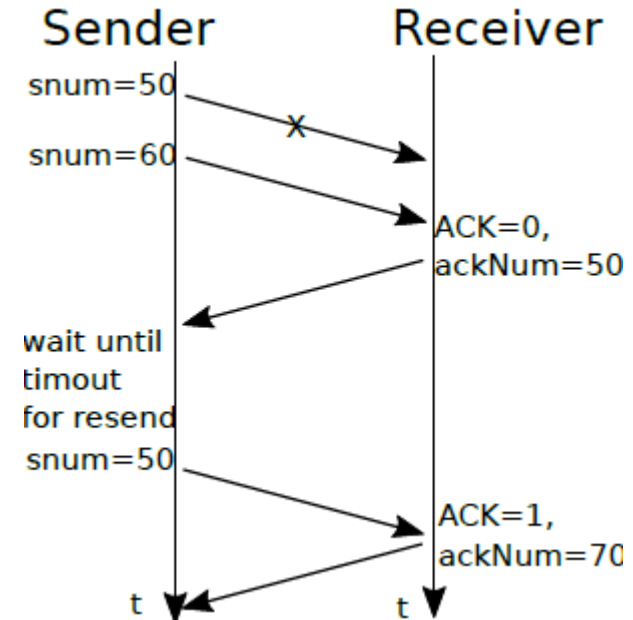 Sender
Receiver
snum=50
X
snum=60
ACK=0,
ackNum=50
wait until
timout
for resend
snum=50
ACK=1,
ackNum=70
t
t